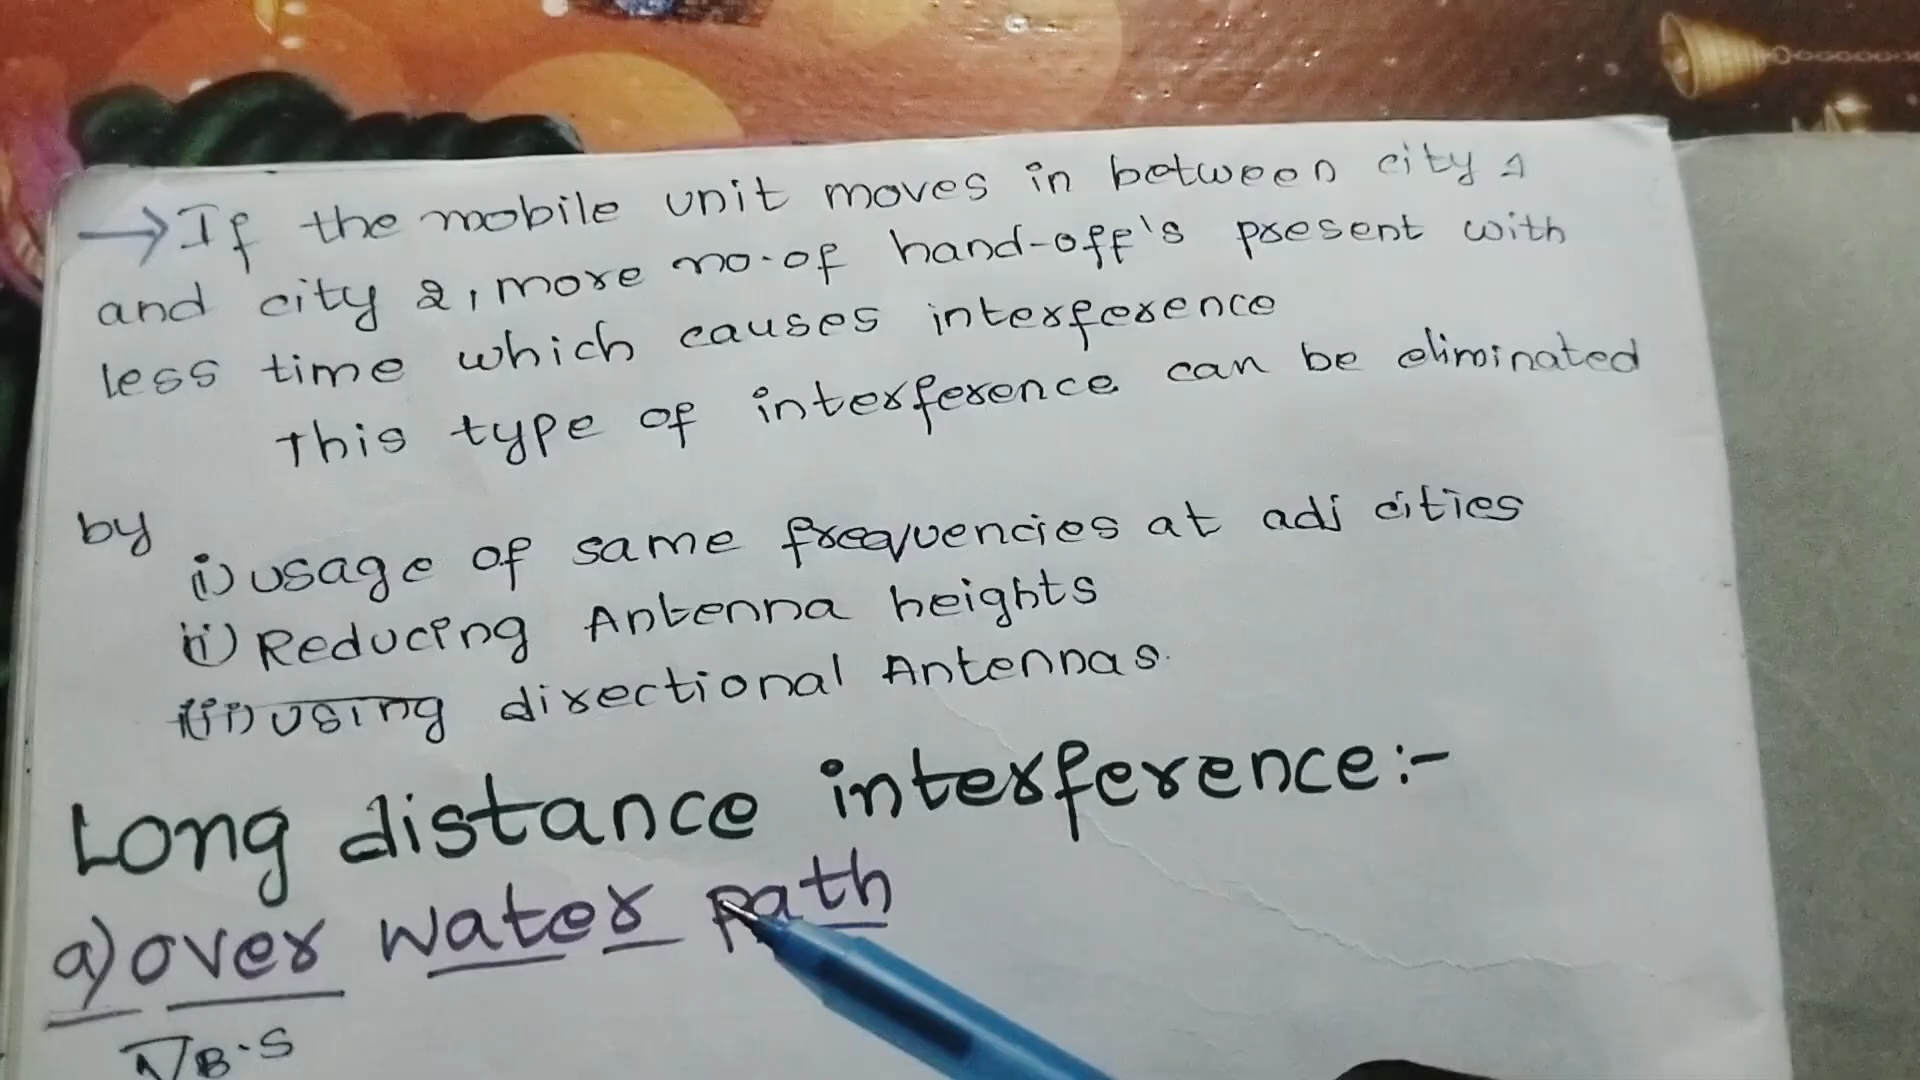 →If the mobile unit moves in between city 1
and city 2, more no.of hand-off's present with
less time which causes interference
This type of interference can be eliminated
by
i) usage of same frequencies at adj cities
ii) Reducing Antenna heights
iii) using directional Antennas.
Long distance interference:-
a) over water path
B.S